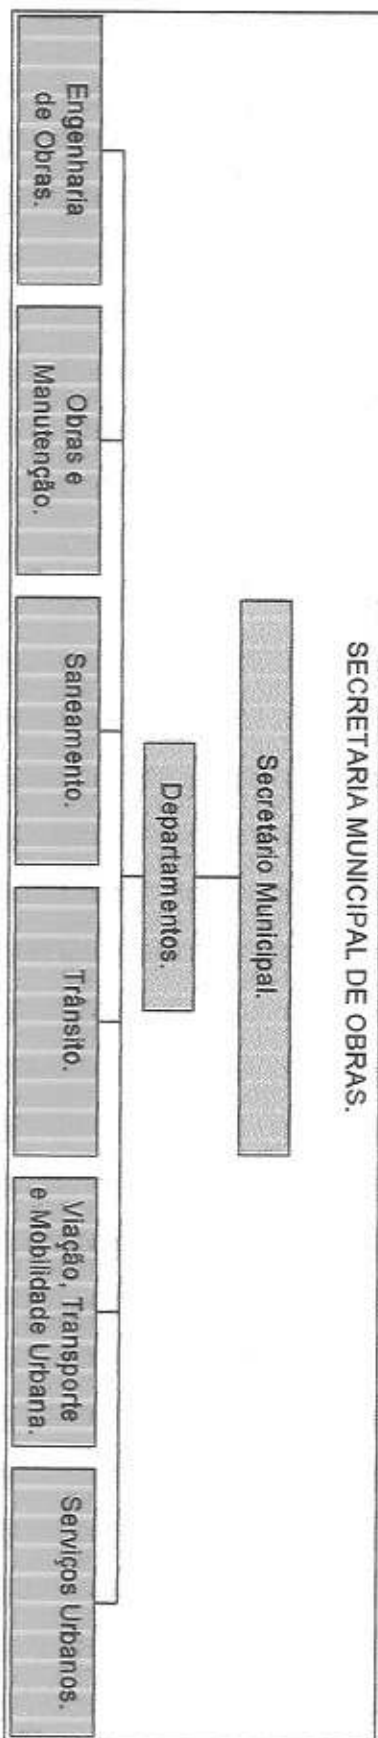 SECRETARIA MUNICIPAL DE OBRAS.
Secretário Municipal.
Departamentos.
Engenharia
de Obras.
Obras e
Manutenção.
Saneamento.
Trânsito.
Viação, Transporte
e Mobilidade Urbana.
Serviços Urbanos.